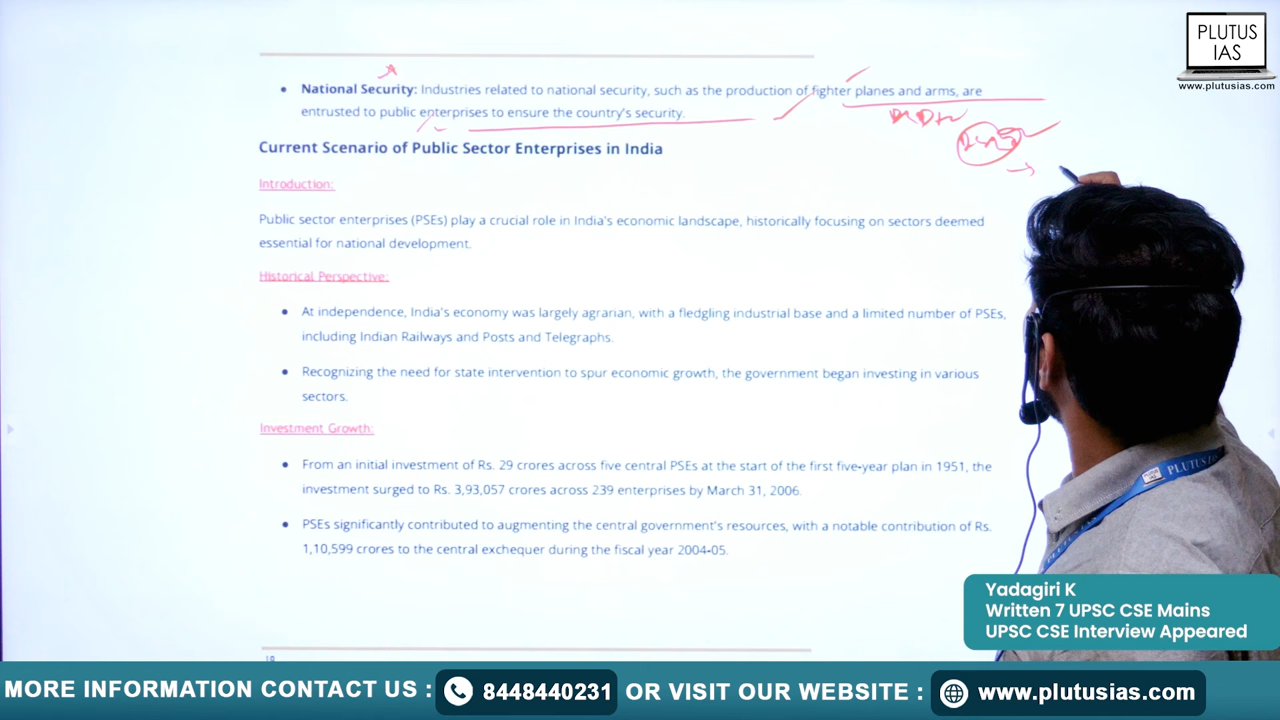 PLUTUS
IAS
www.plutusias.com
• National Security: Industries related to national security, such as the production of fighter planes and arms, are
entrusted to public enterprises to ensure the country's security.
Current Scenario of Public Sector Enterprises in India
Introduction:
Public sector enterprises (PSEs) play a crucial role in India's economic landscape, historically focusing on sectors deemed
essential for national development.
Historical Perspective:
• At independence, India's economy was largely agrarian, with a fledgling industrial base and a limited number of PSEs,
including Indian Railways and Posts and Telegraphs.
• Recognizing the need for state intervention to spur economic growth, the government began investing in various
sectors.
Investment Growth:
• From an initial investment of Rs. 29 crores across five central PSEs at the start of the first five-year plan in 1951, the
investment surged to Rs. 3,93,057 crores across 239 enterprises by March 31, 2006.
• PSEs significantly contributed to augmenting the central government's resources, with a notable contribution of Rs.
1,10,599 crores to the central exchequer during the fiscal year 2004-05.
PLUTUS IAS
Yadagiri K
Written 7 UPSC CSE Mains
UPSC CSE Interview Appeared
MORE INFORMATION CONTACT US : 8448440231 OR VISIT OUR WEBSITE : www.plutusias.com